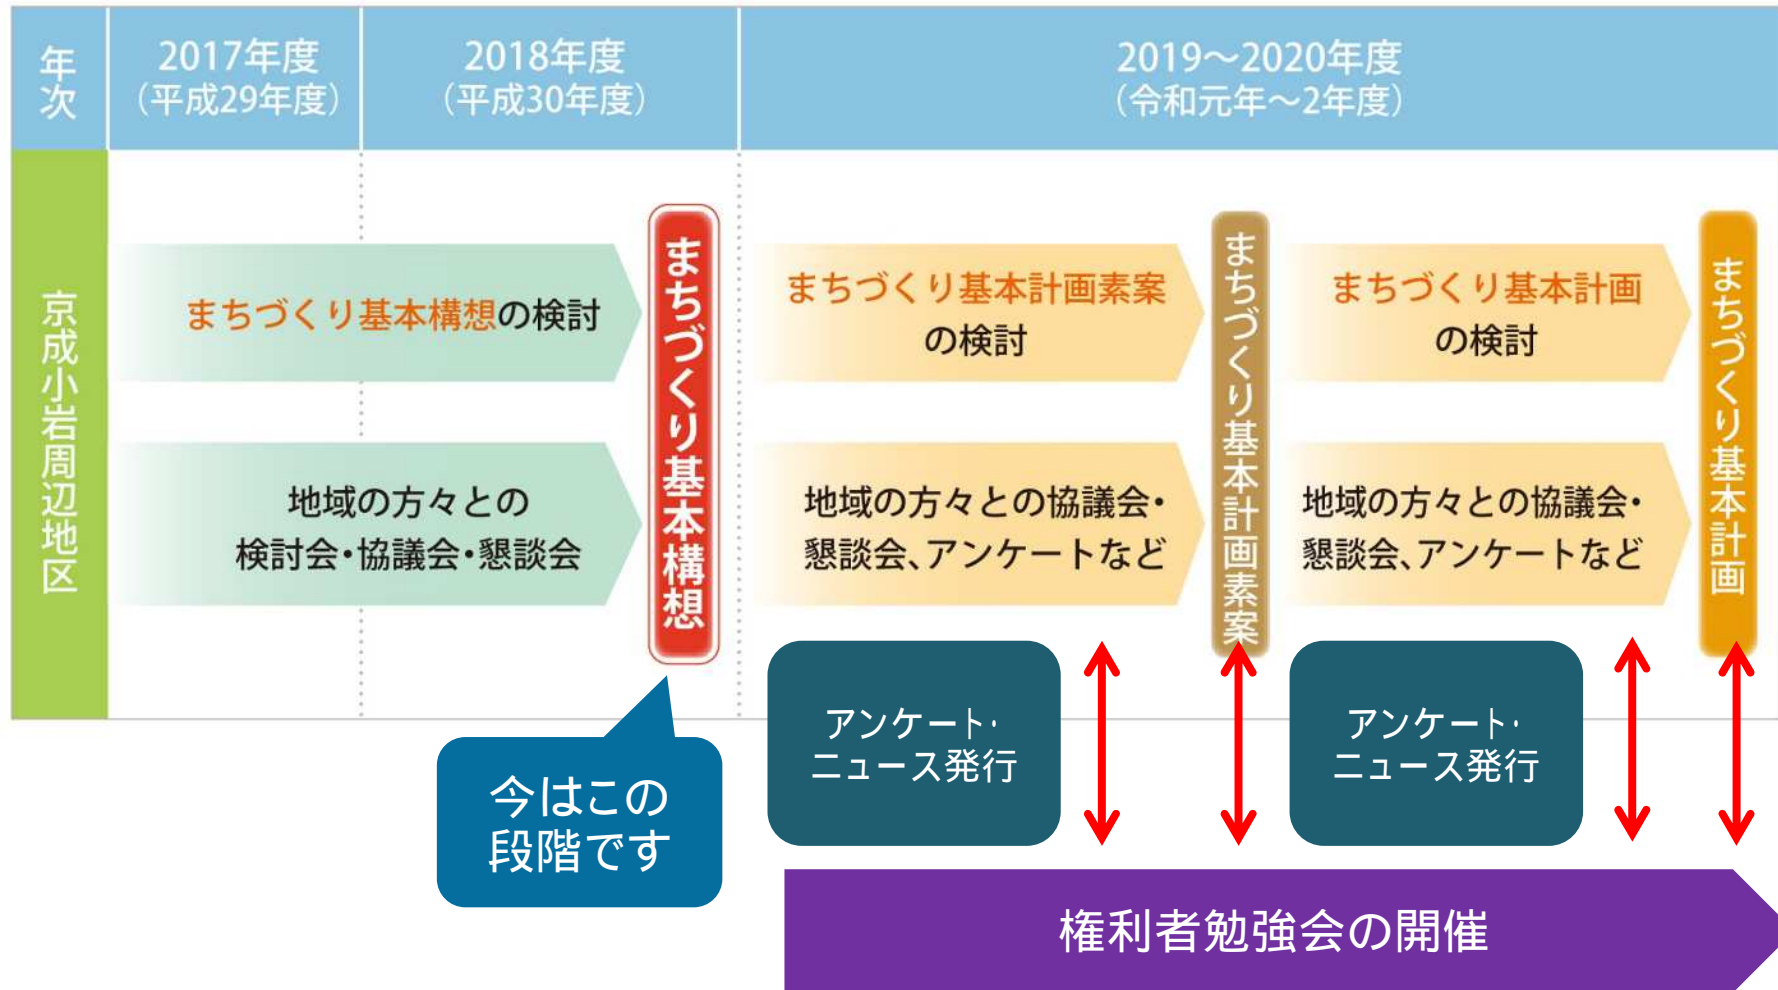 年次
2017年度
（平成29年度）
2018年度
（平成30年度）
2019～2020年度
（令和元年～2年度）
京成小岩周辺地区
まちづくり基本構想の検討
地域の方々との
検討会・協議会・懇談会
まちづくり基本構想
まちづくり基本計画素案
の検討
地域の方々との協議会・
懇談会、アンケートなど
まちづくり基本計画素案
まちづくり基本計画
の検討
地域の方々との協議会・
懇談会、アンケートなど
まちづくり基本計画
今はこの
段階です
アンケート・
ニュース発行
アンケート・
ニュース発行
権利者勉強会の開催